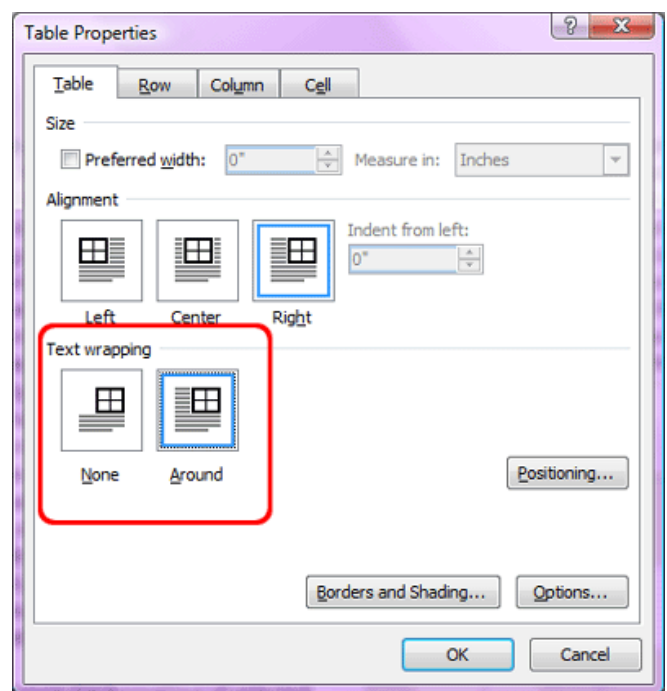 Table Properties
?
X
Table Row Column Cell
Size
Preferred width: 0" Measure in: Inches
Alignment
Indent from left:
0"
Left Center Right
Text wrapping
None Around
Positioning...
Borders and Shading... Options...
OK Cancel